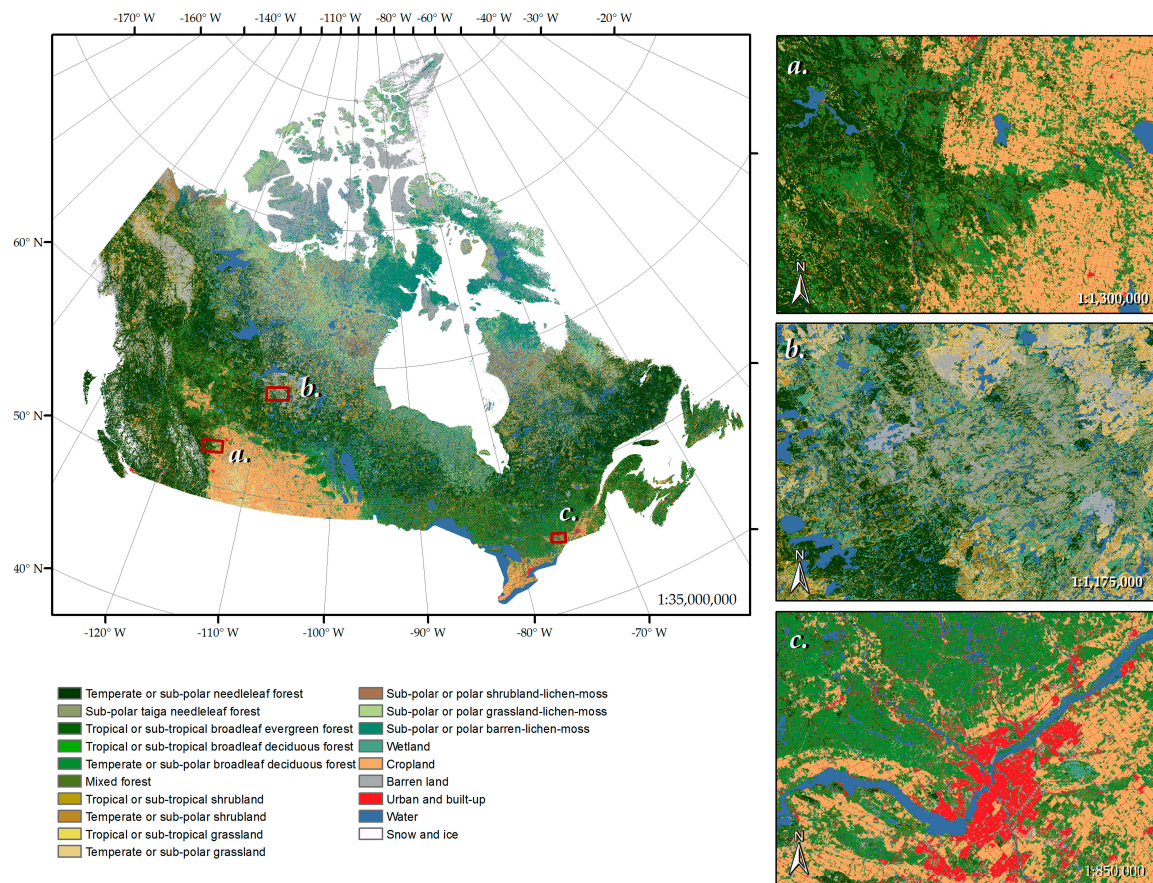 -170° W -140° W -110° W -80° W -60° W -40° W -30° W -20° W
60° N
50° N
40° N
a.
b.
c.
1:35,000,000
-120° W -110° W -100° W -90° W -80° W -70° W
a.
N
1:1,300,000
b.
N
1:1,175,000
c.
N
1:850,000
Temperate or sub-polar needleleaf forest
Sub-polar taiga needleleaf forest
Tropical or sub-tropical broadleaf evergreen forest
Tropical or sub-tropical broadleaf deciduous forest
Temperate or sub-polar broadleaf deciduous forest
Mixed forest
Tropical or sub-tropical shrubland
Temperate or sub-polar shrubland
Tropical or sub-tropical grassland
Temperate or sub-polar grassland
Sub-polar or polar shrubland-lichen-moss
Sub-polar or polar grassland-lichen-moss
Sub-polar or polar barren-lichen-moss
Wetland
Cropland
Barren land
Urban and built-up
Water
Snow and ice